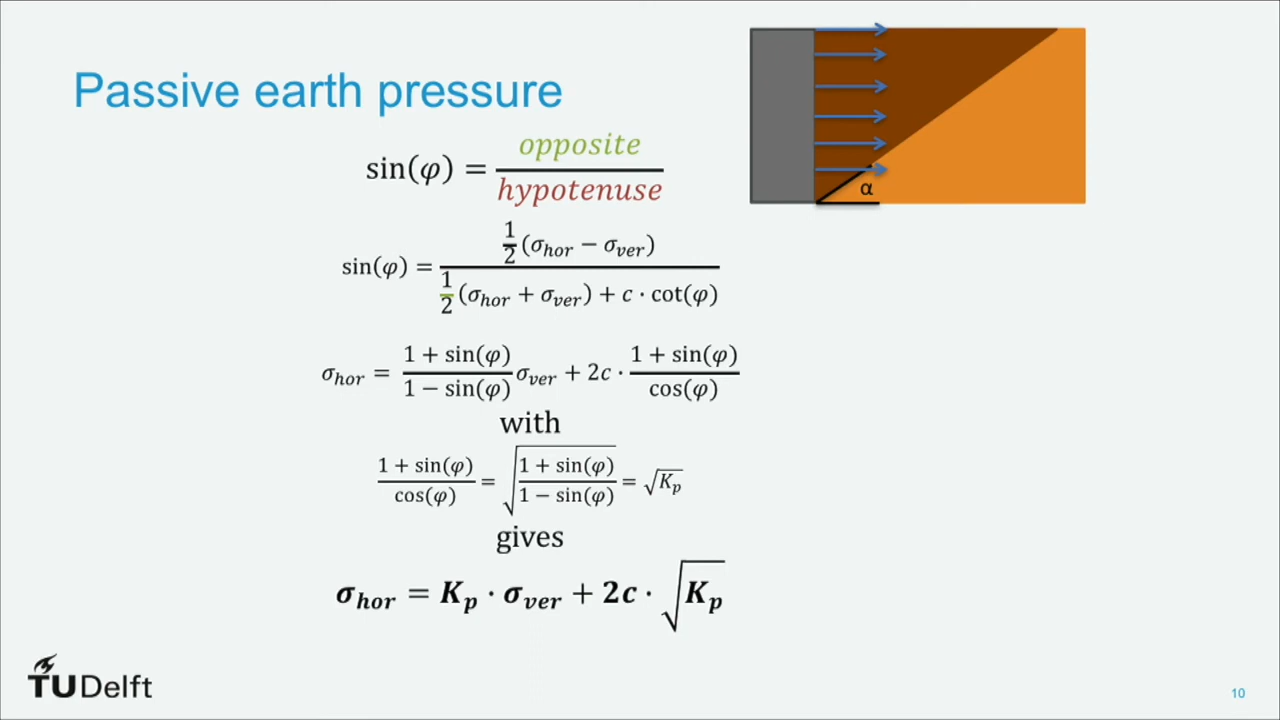 Passive earth pressure
sin(φ) = opposite / hypotenuse
α
sin(φ) = 1/2 (σ_hor − σ_ver) / 1/2 (σ_hor + σ_ver) + c · cot(φ)
σ_hor = 1 + sin(φ) / 1 − sin(φ) σ_ver + 2c · 1 + sin(φ) / cos(φ)
with
1 + sin(φ) / cos(φ) = √(1 + sin(φ) / 1 − sin(φ)) = √K_p
gives
σ_hor = K_p · σ_ver + 2c · √K_p
TU Delft
10